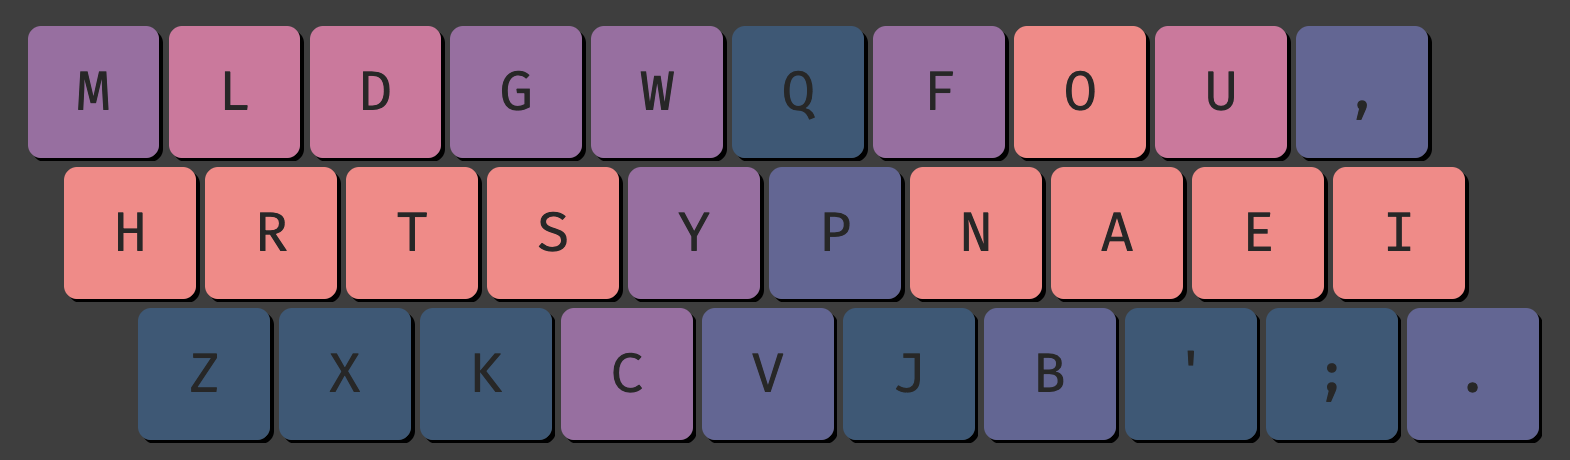 M L D G W Q F O U ,
H R T S Y P N A E I
Z X K C V J B ' ; .